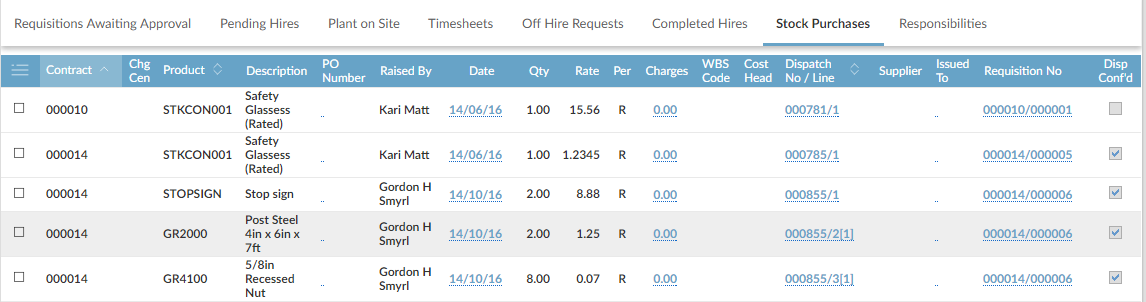 Requisitions Awaiting Approval Pending Hires Plant on Site Timesheets Off Hire Requests Completed Hires Stock Purchases Responsibilities
Contract Chg Cen Product Description PO Number Raised By Date Qty Rate Per Charges WBS Code Cost Head Dispatch No / Line Supplier Issued To Requisition No Disp Conf'd
000010 STKCON001 Safety Glassess (Rated) .. Kari Matt 14/06/16 1.00 15.56 R 0.00 000781/1 .. 000010/000001
000014 STKCON001 Safety Glassess (Rated) .. Kari Matt 14/06/16 1.00 1.2345 R 0.00 000785/1 .. 000014/000005
000014 STOPSIGN Stop sign .. Gordon H Smyrl 14/10/16 2.00 8.88 R 0.00 000855/1 .. 000014/000006
000014 GR2000 Post Steel 4in x 6in x 7ft .. Gordon H Smyrl 14/10/16 2.00 1.25 R 0.00 000855/2[1] .. 000014/000006
000014 GR4100 5/8in Recessed Nut .. Gordon H Smyrl 14/10/16 8.00 0.07 R 0.00 000855/3[1] .. 000014/000006